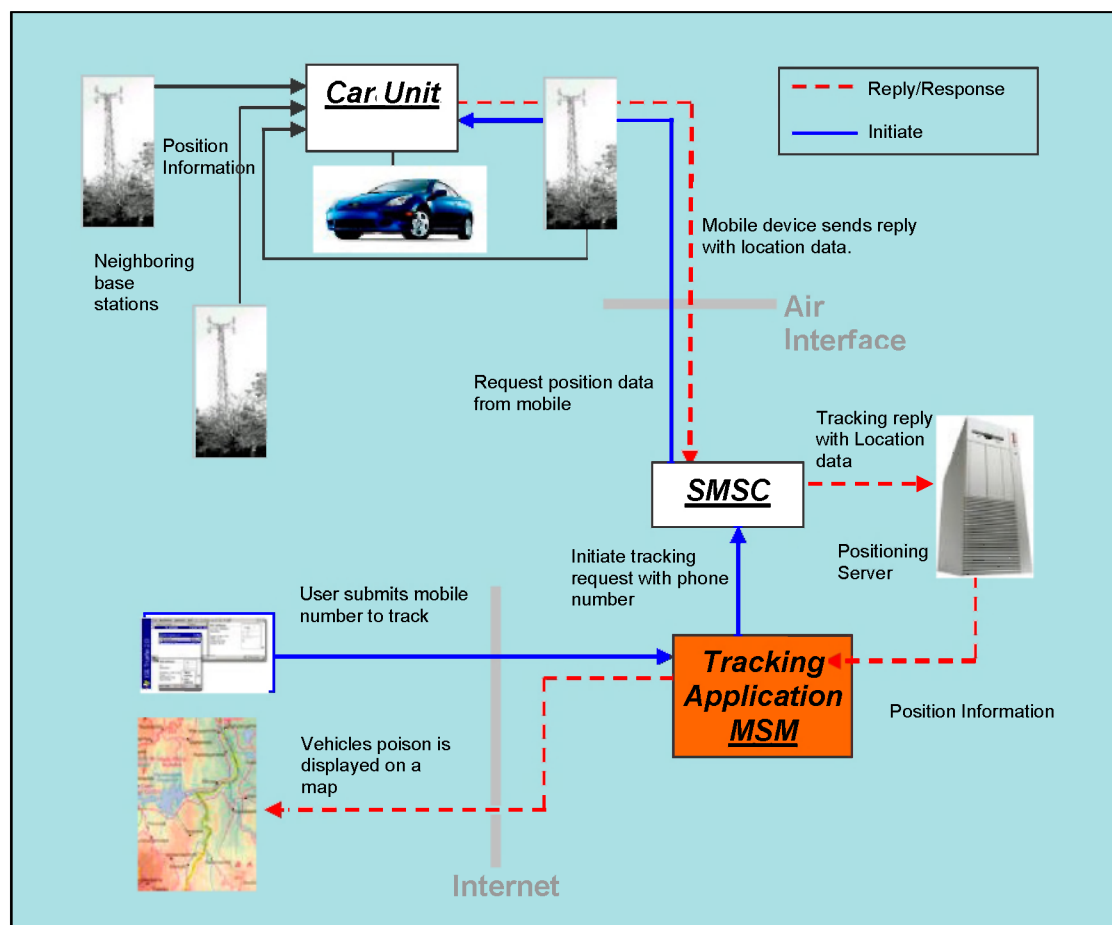 Car Unit
Reply/Response
Initiate
Position
Information
Mobile device sends reply
with location data.
Neighboring
base
stations
Air
Interface
Request position data
from mobile
Tracking reply
with Location
data
SMSC
Initiate tracking
request with phone
number
Positioning
Server
User submits mobile
number to track
Tracking
Application
MSM
Position Information
Vehicles poison is
displayed on a
map
Internet